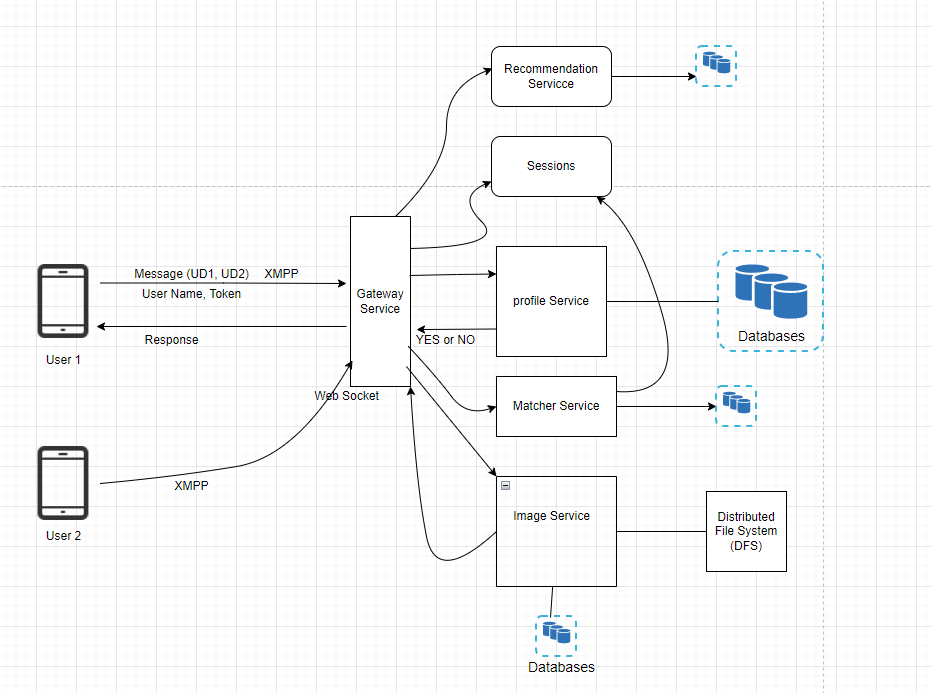 Recommendation
Servicce
Sessions
Message (UD1, UD2) XMPP
User Name, Token
Gateway
Service
profile Service
Databases
Response
YES or NO
User 1
Web Socket
Matcher Service
XMPP
User 2
Image Service
Distributed
File System
(DFS)
Databases